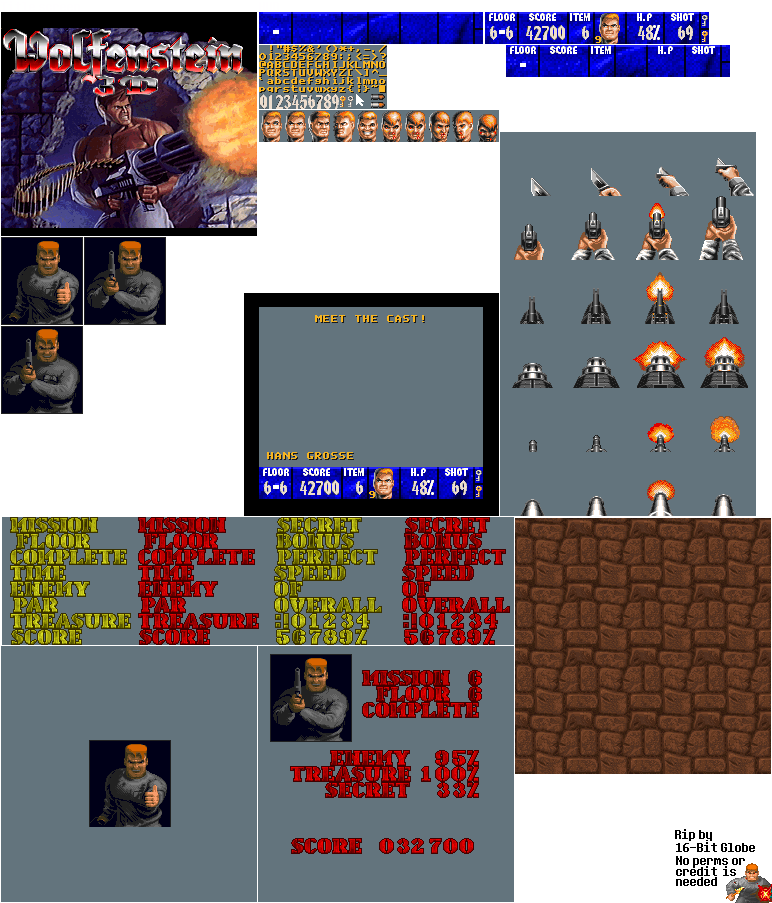 Wolfenstein
3-D
FLOOR SCORE ITEM H.P SHOT
6-6 42700 6 9 48% 69
FLOOR SCORE ITEM H.P SHOT
!"#$%&'()*+,-./
0123456789:;<=>?
@ABCDEFGHIJKLMNO
PQRSTUVWXYZ[\]^_
`abcdefghijklmno
pqrstuvwxyz{|}~
0123456789
MEET THE CAST!
HANS GROSSE
FLOOR SCORE ITEM H.P SHOT
6-6 42700 6 9 48% 69
MISSION MISSION SECRET SECRET
FLOOR FLOOR BONUS BONUS
COMPLETE COMPLETE PERFECT PERFECT
TIME TIME SPEED SPEED
ENEMY ENEMY OF OF
PAR PAR OVERALL OVERALL
TREASURE TREASURE :!01234 :!01234
SCORE SCORE 56789% 56789%
MISSION 6
FLOOR 6
COMPLETE
ENEMY 95%
TREASURE 100%
SECRET 33%
SCORE 032700
Rip by
16-Bit Globe
No perms or
credit is
needed